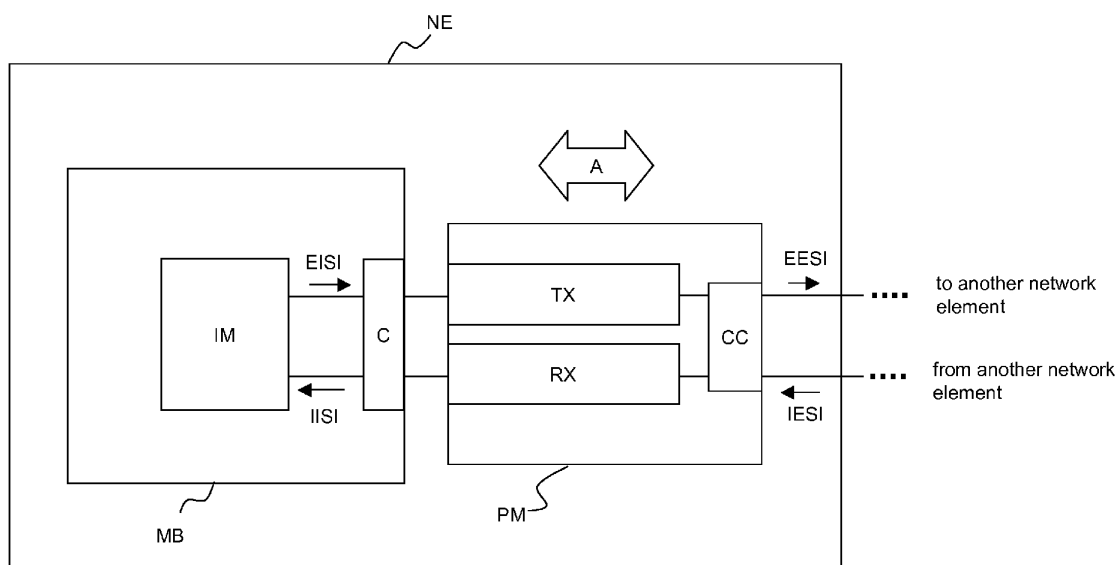 NE
A
EISI
EESI
TX
to another network
element
IM
C
CC
RX
from another network
element
IISI
IESI
MB
PM